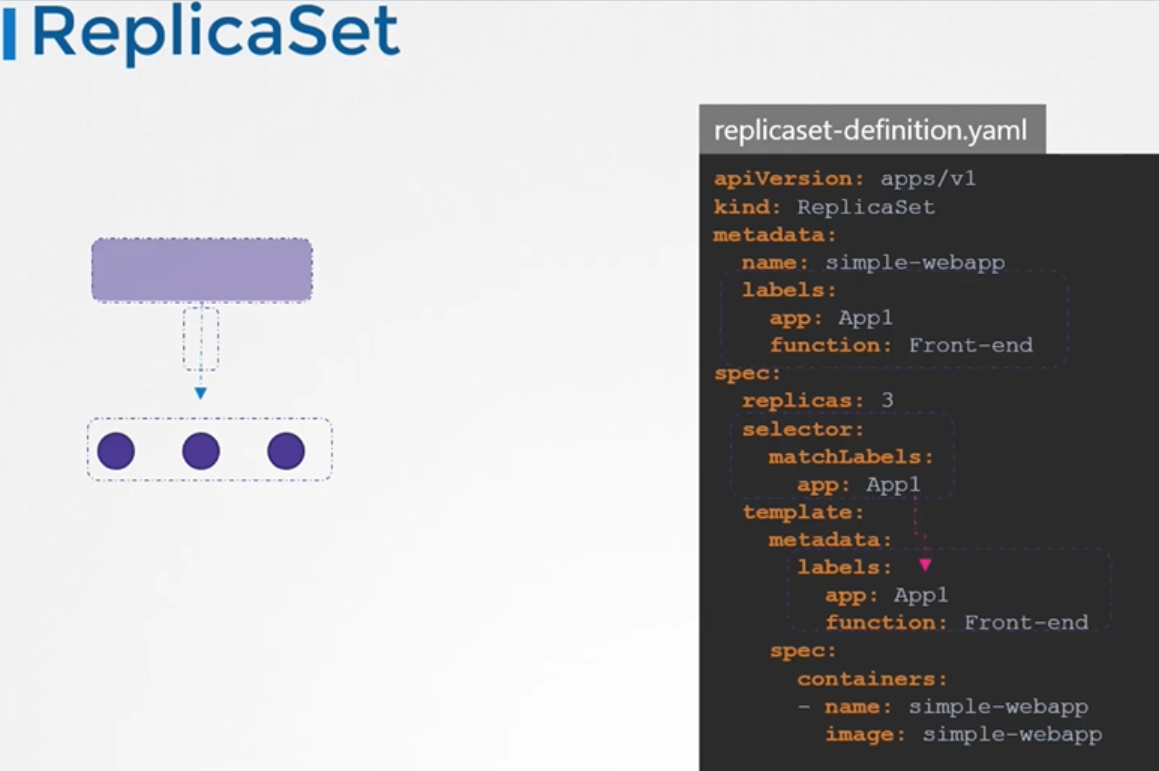 ReplicaSet
replicaset-definition.yaml
apiVersion: apps/v1
kind: ReplicaSet
metadata:
  name: simple-webapp
  labels:
    app: App1
    function: Front-end
spec:
  replicas: 3
  selector:
    matchLabels:
      app: App1
  template:
    metadata:
      labels:
        app: App1
        function: Front-end
    spec:
      containers:
      - name: simple-webapp
        image: simple-webapp